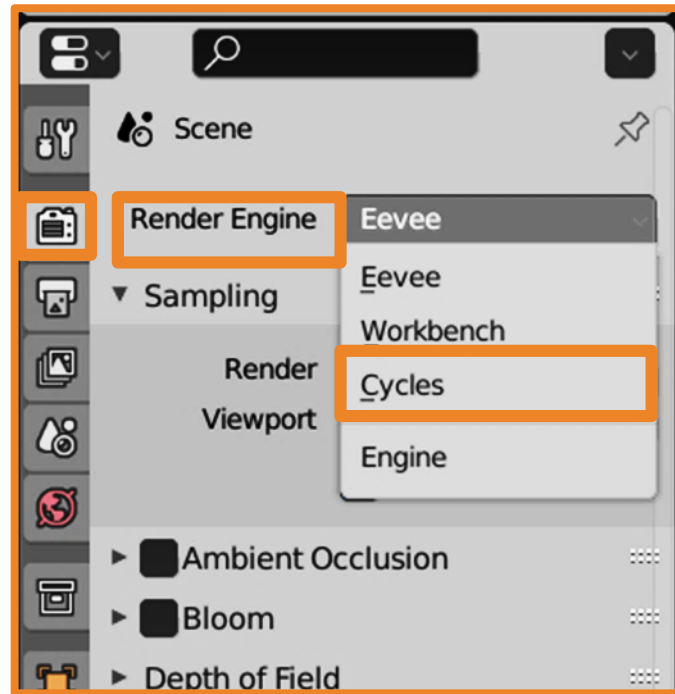 Scene
Render Engine
Eevee
Eevee
Workbench
Cycles
Engine
Sampling
Render
Viewport
Ambient Occlusion
Bloom
Depth of Field